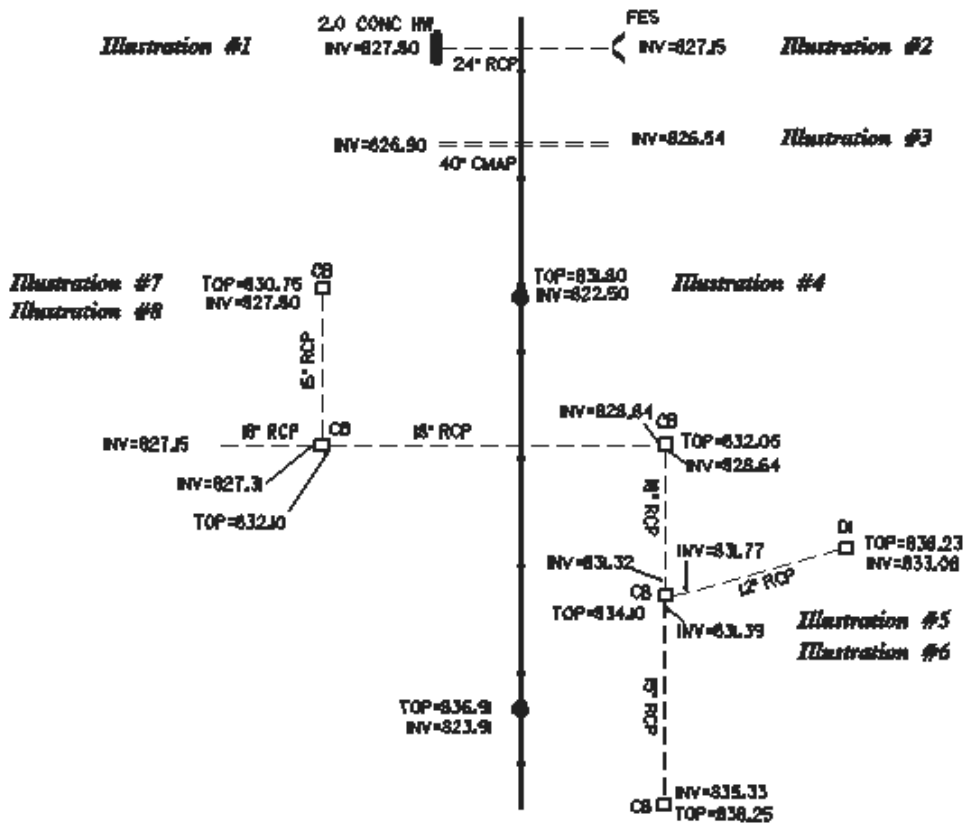 2.0 CONC HW
FES
Illustration #1
INV=827.80
INV=827.15
Illustration #2
24" RCP
INV=826.90
INV=826.54
Illustration #3
40" CMAP
Illustration #7
Illustration #8
TOP=830.75
INV=827.80
CB
TOP=831.80
INV=822.50
Illustration #4
15" RCP
INV=828.64
CB
INV=827.15
18" RCP
CB
18" RCP
TOP=832.05
INV=828.64
INV=827.31
TOP=832.10
RCP
DI
INV=831.32
INV=831.77
TOP=838.23
INV=833.08
12" RCP
CB
TOP=834.10
INV=831.39
Illustration #5
Illustration #6
12" RCP
TOP=836.91
INV=823.91
CB
INV=835.33
TOP=838.25